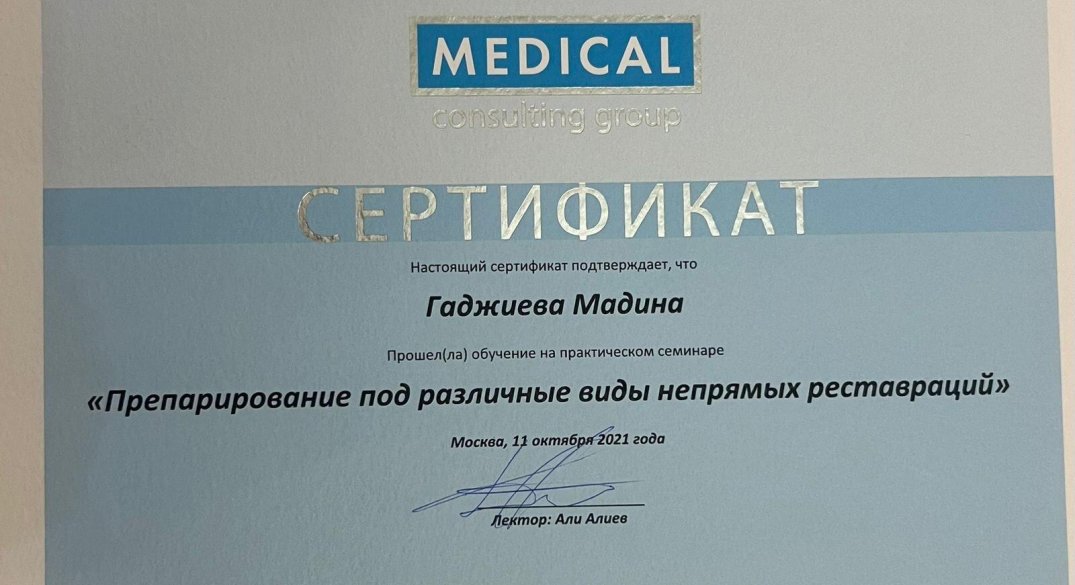 MEDICAL
consulting group
СЕРТИФИКАТ
Настоящий сертификат подтверждает, что
Гаджиева Мадина
Прошел(ла) обучение на практическом семинаре
«Препарирование под различные виды непрямых реставраций»
Москва, 11 октября 2021 года
Лектор: Али Алиев